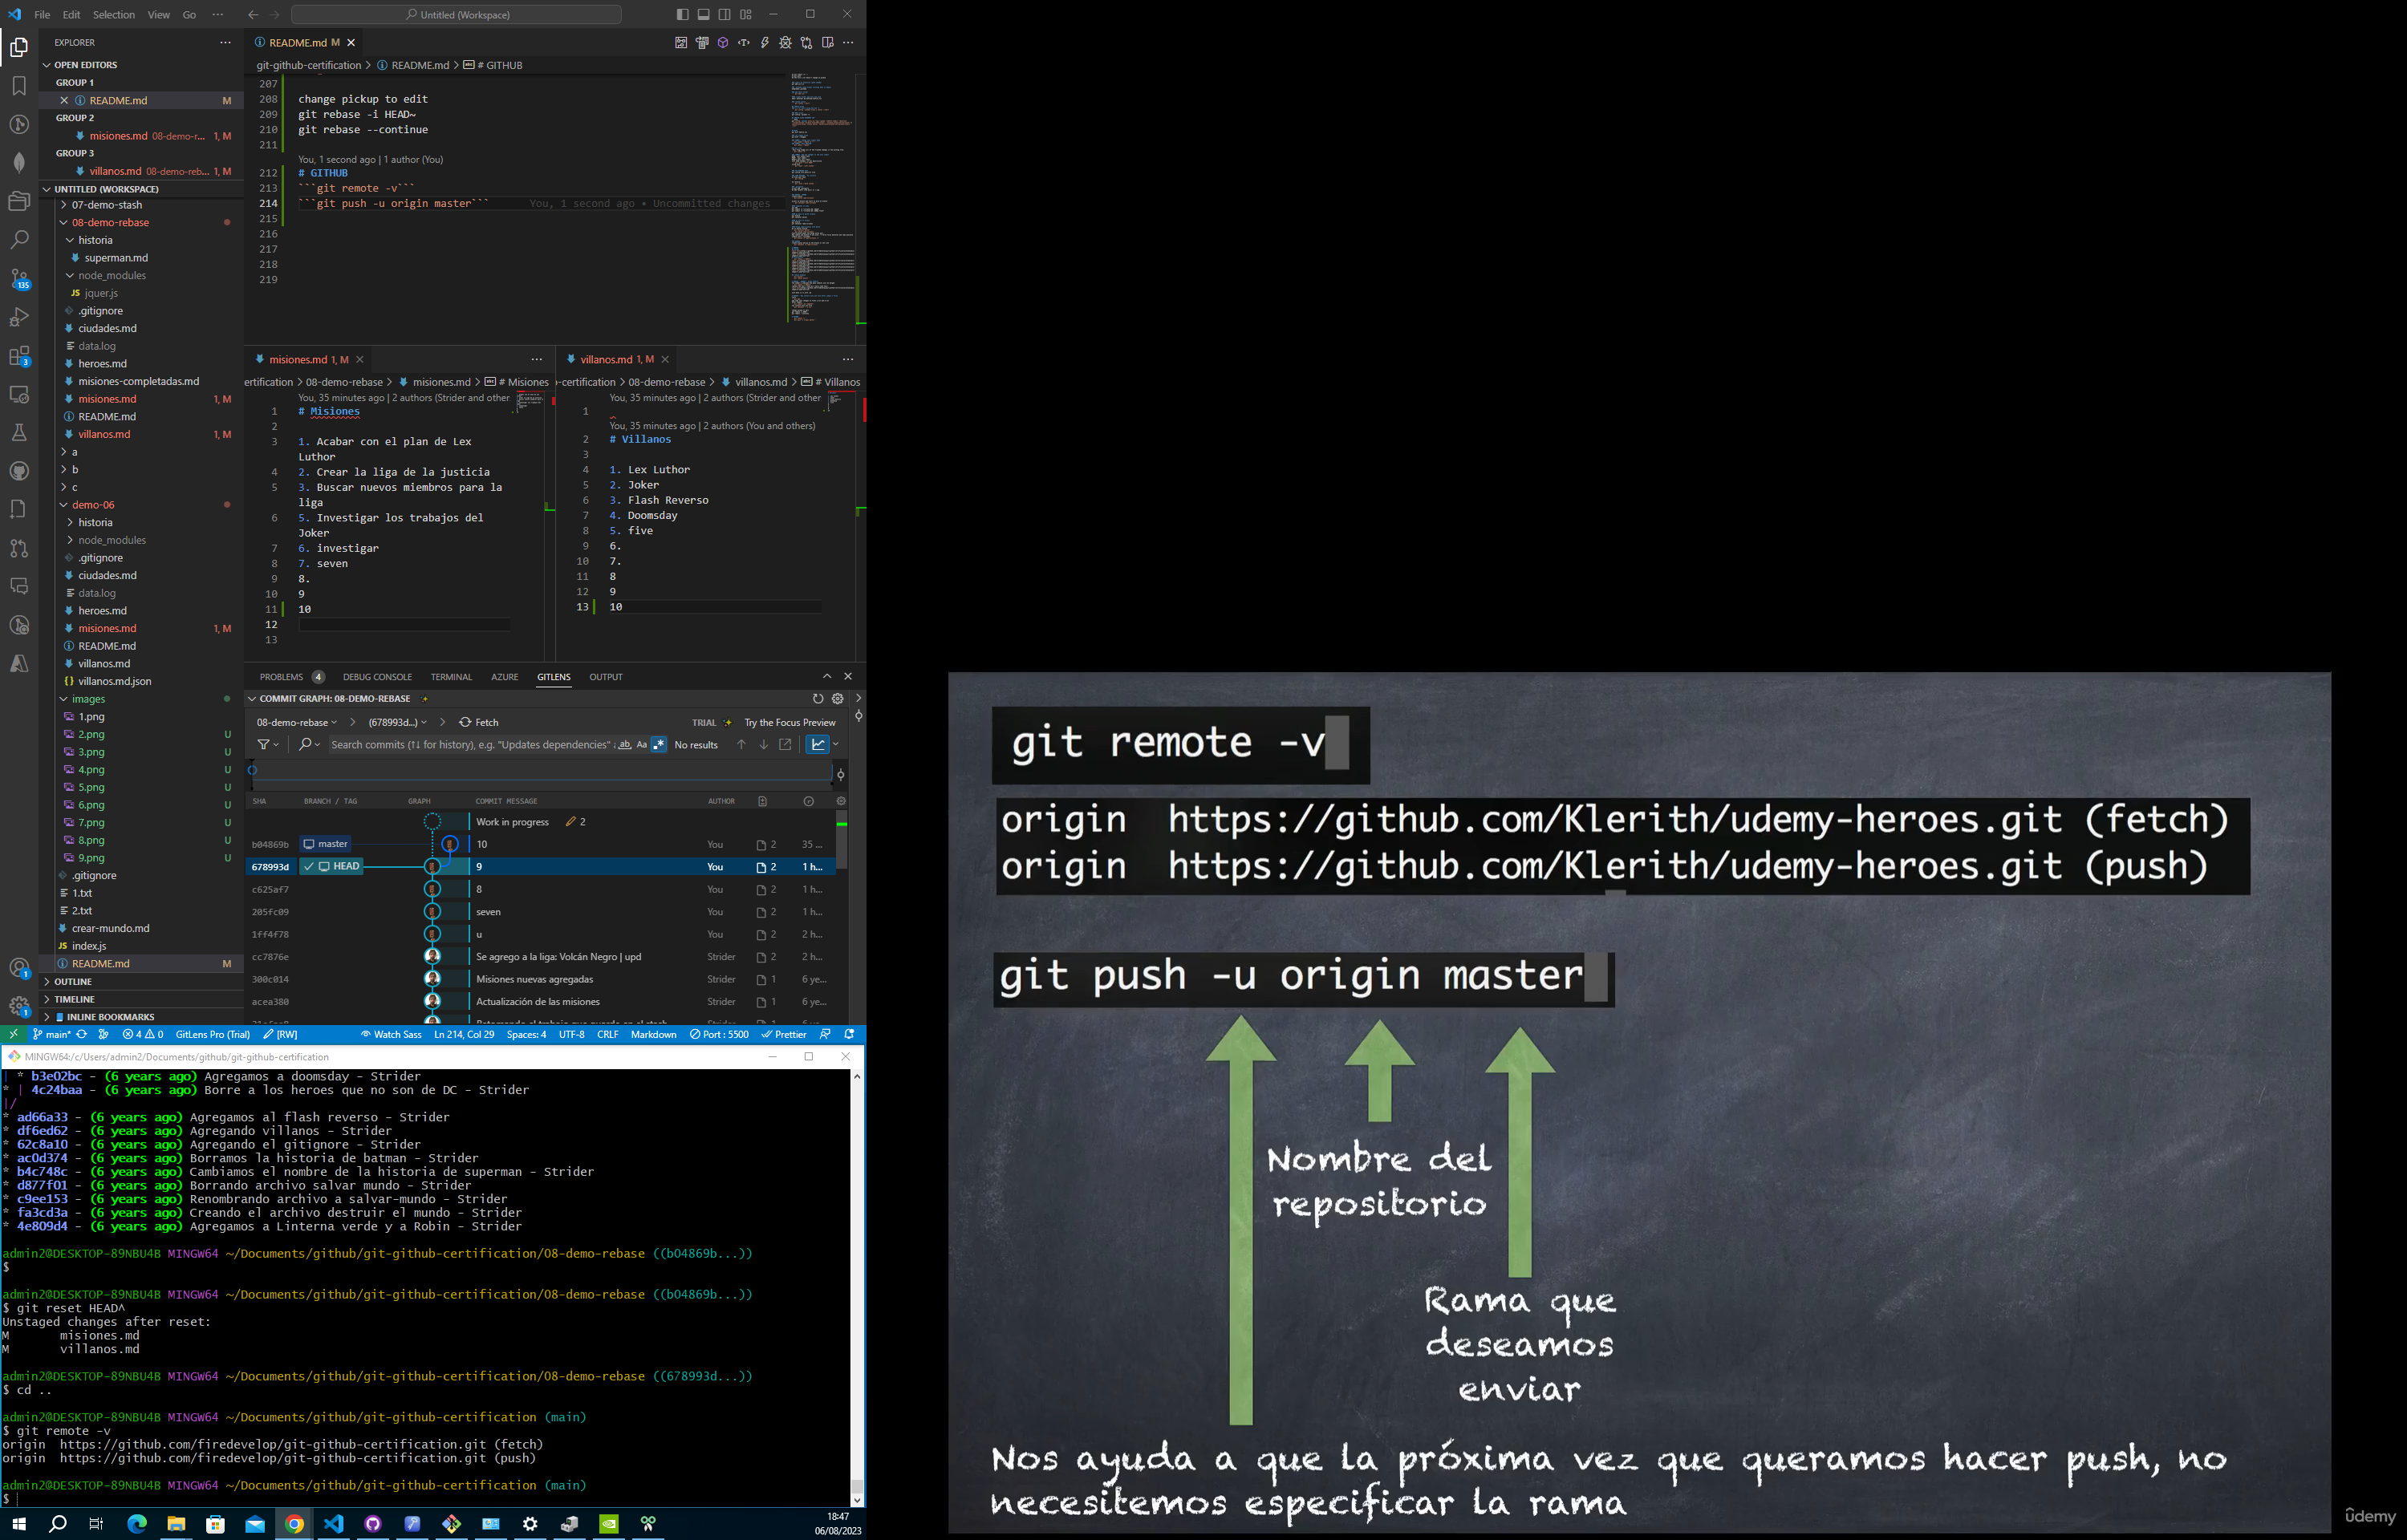 File Edit Selection View Go ··· Untitled (Workspace)
EXPLORER
OPEN EDITORS
GROUP 1
README.md M
GROUP 2
misiones.md 08-demo-r... 1, M
GROUP 3
villanos.md 08-demo-reb... 1, M
UNTITLED (WORKSPACE)
07-demo-stash
08-demo-rebase
historia
superman.md
node_modules
JS jquer.js
.gitignore
ciudades.md
data.log
heroes.md
misiones-completadas.md
misiones.md 1, M
README.md
villanos.md 1, M
a
b
c
demo-06
historia
node_modules
.gitignore
ciudades.md
data.log
heroes.md
misiones.md 1, M
README.md
villanos.md
{} villanos.md.json
images
1.png
2.png U
3.png U
4.png U
5.png U
6.png U
7.png U
8.png U
9.png U
.gitignore
1.txt
2.txt
crear-mundo.md
JS index.js
README.md M
OUTLINE
TIMELINE
INLINE BOOKMARKS
135
3
1
1
README.md M
git-github-certification > README.md > # GITHUB
207
208 change pickup to edit
209 git rebase -i HEAD~
210 git rebase --continue
211
You, 1 second ago | 1 author (You)
212 # GITHUB
213 ```git remote -v```
214 ```git push -u origin master``` You, 1 second ago • Uncommitted changes
215
216
217
218
219
misiones.md 1, M
ertification > 08-demo-rebase > misiones.md > # Misiones
You, 35 minutes ago | 2 authors (Strider and other
1 # Misiones
2
3 1. Acabar con el plan de Lex
Luthor
4 2. Crear la liga de la justicia
5 3. Buscar nuevos miembros para la
liga
6 5. Investigar los trabajos del
Joker
7 6. investigar
8 7. seven
9 8.
10 9
11 10
12
13
villanos.md 1, M
-certification > 08-demo-rebase > villanos.md > # Villanos
You, 35 minutes ago | 2 authors (Strider and other
1
You, 35 minutes ago | 2 authors (You and others)
2 # Villanos
3
4 1. Lex Luthor
5 2. Joker
6 3. Flash Reverso
7 4. Doomsday
8 5. five
9 6.
10 7.
11 8
12 9
13 10
PROBLEMS 4 DEBUG CONSOLE TERMINAL AZURE GITLENS OUTPUT
COMMIT GRAPH: 08-DEMO-REBASE
08-demo-rebase > (678993d...) > Fetch TRIAL Try the Focus Preview
Search commits (↑↓ for history), e.g. "Updates dependencies" ab, Aa .* No results
SHA BRANCH / TAG GRAPH COMMIT MESSAGE AUTHOR
Work in progress 2
b04869b master 10 You 2 35 ...
678993d HEAD 9 You 2 1 h...
c625af7 8 You 2 1 h...
205fc09 seven You 2 1 h...
1ff4f78 u You 2 2 h...
cc7876e Se agrego a la liga: Volcán Negro | upd Strider 2 2 h...
300c014 Misiones nuevas agregadas Strider 1 6 ye...
acea380 Actualización de las misiones Strider 1 6 ye...
main* 4 0 GitLens Pro (Trial) [RW] Watch Sass Ln 214, Col 29 Spaces: 4 UTF-8 CRLF Markdown Port : 5500 Prettier
MINGW64:/c/Users/admin2/Documents/github/git-github-certification
| * b3e02bc - (6 years ago) Agregamos a doomsday - Strider
* | 4c24baa - (6 years ago) Borre a los heroes que no son de DC - Strider
|/
* ad66a33 - (6 years ago) Agregamos al flash reverso - Strider
* df6ed62 - (6 years ago) Agregando villanos - Strider
* 62c8a10 - (6 years ago) Agregando el gitignore - Strider
* ac0d374 - (6 years ago) Borramos la historia de batman - Strider
* b4c748c - (6 years ago) Cambiamos el nombre de la historia de superman - Strider
* d877f01 - (6 years ago) Borrando archivo salvar mundo - Strider
* c9ee153 - (6 years ago) Renombrando archivo a salvar-mundo - Strider
* fa3cd3a - (6 years ago) Creando el archivo destruir el mundo - Strider
* 4e809d4 - (6 years ago) Agregamos a Linterna verde y a Robin - Strider
admin2@DESKTOP-89NBU4B MINGW64 ~/Documents/github/git-github-certification/08-demo-rebase ((b04869b...))
$
admin2@DESKTOP-89NBU4B MINGW64 ~/Documents/github/git-github-certification/08-demo-rebase ((b04869b...))
$ git reset HEAD^
Unstaged changes after reset:
M misiones.md
M villanos.md
admin2@DESKTOP-89NBU4B MINGW64 ~/Documents/github/git-github-certification/08-demo-rebase ((678993d...))
$ cd ..
admin2@DESKTOP-89NBU4B MINGW64 ~/Documents/github/git-github-certification (main)
$ git remote -v
origin https://github.com/firedevelop/git-github-certification.git (fetch)
origin https://github.com/firedevelop/git-github-certification.git (push)
admin2@DESKTOP-89NBU4B MINGW64 ~/Documents/github/git-github-certification (main)
$
18:47
06/08/2023
git remote -v
origin https://github.com/Klerith/udemy-heroes.git (fetch)
origin https://github.com/Klerith/udemy-heroes.git (push)
git push -u origin master
Nombre del
repositorio
Rama que
deseamos
enviar
Nos ayuda a que la próxima vez que queramos hacer push, no
necesitemos especificar la rama
ûdemy